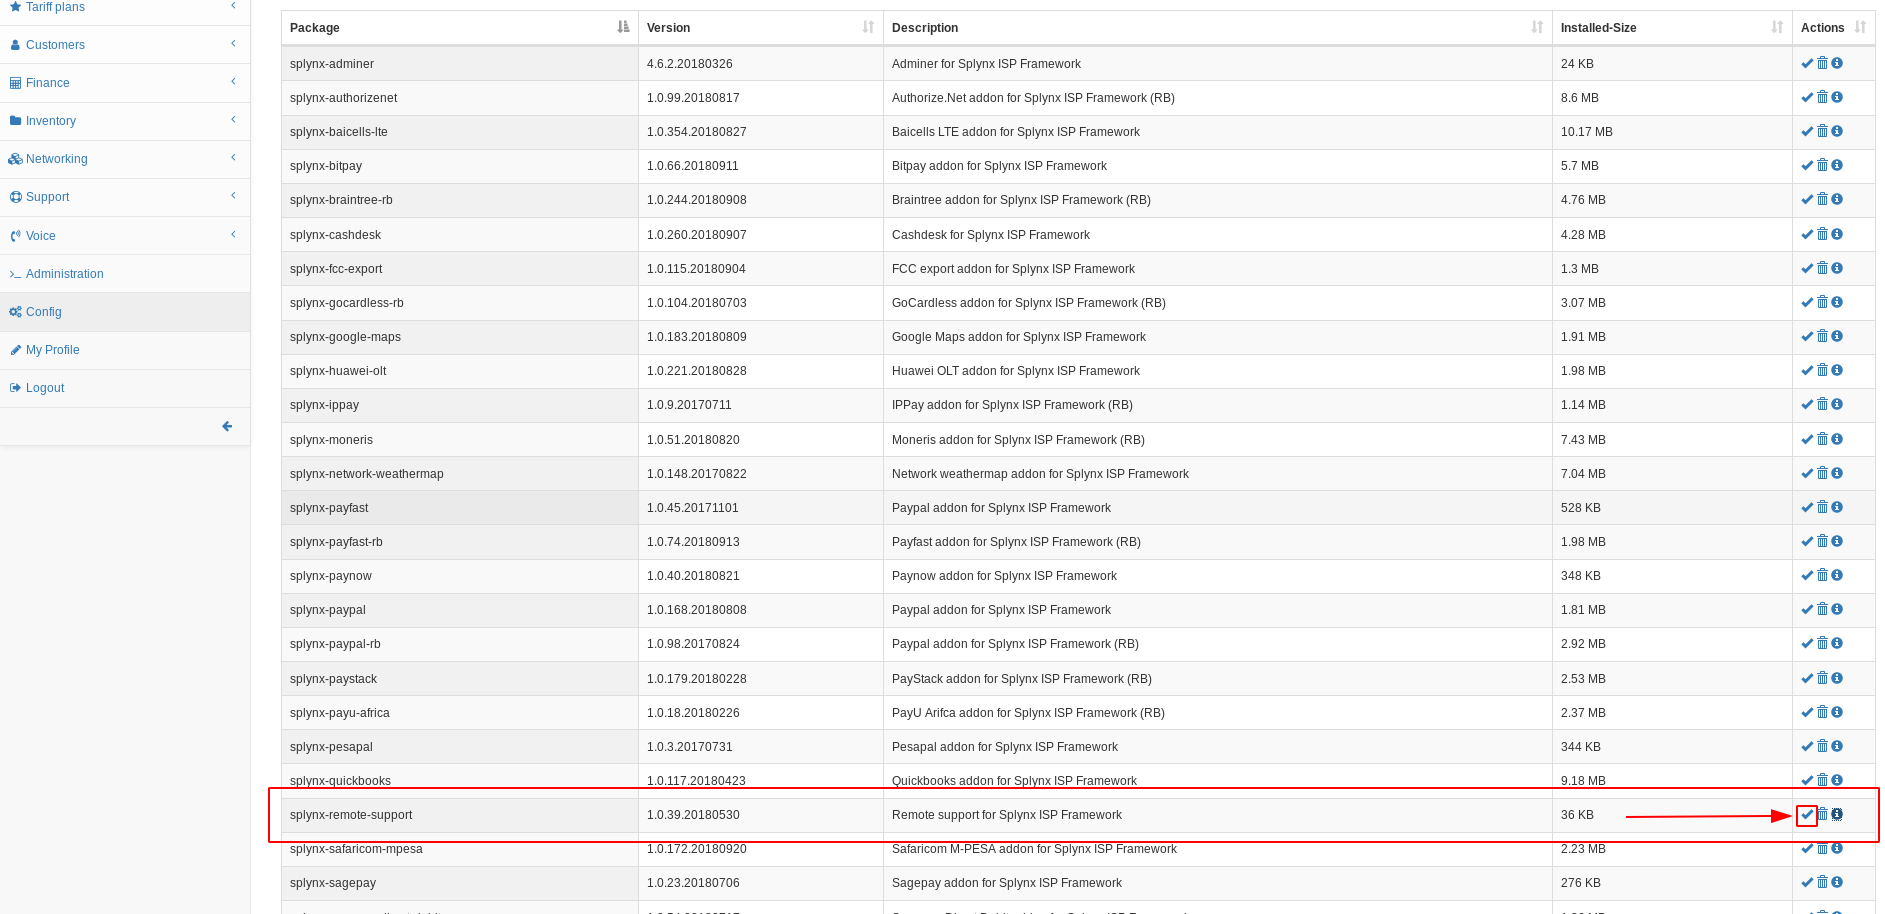 Tariff plans
Customers
Finance
Inventory
Networking
Support
Voice
Administration
Config
My Profile
Logout
Package Version Description Installed-Size Actions
splynx-adminer 4.6.2.20180326 Adminer for Splynx ISP Framework 24 KB
splynx-authorizenet 1.0.99.20180817 Authorize.Net addon for Splynx ISP Framework (RB) 8.6 MB
splynx-baicells-lte 1.0.354.20180827 Baicells LTE addon for Splynx ISP Framework 10.17 MB
splynx-bitpay 1.0.66.20180911 Bitpay addon for Splynx ISP Framework 5.7 MB
splynx-braintree-rb 1.0.244.20180908 Braintree addon for Splynx ISP Framework (RB) 4.76 MB
splynx-cashdesk 1.0.260.20180907 Cashdesk for Splynx ISP Framework 4.28 MB
splynx-fcc-export 1.0.115.20180904 FCC export addon for Splynx ISP Framework 1.3 MB
splynx-gocardless-rb 1.0.104.20180703 GoCardless addon for Splynx ISP Framework (RB) 3.07 MB
splynx-google-maps 1.0.183.20180809 Google Maps addon for Splynx ISP Framework 1.91 MB
splynx-huawei-olt 1.0.221.20180828 Huawei OLT addon for Splynx ISP Framework 1.98 MB
splynx-ippay 1.0.9.20170711 IPPay addon for Splynx ISP Framework (RB) 1.14 MB
splynx-moneris 1.0.51.20180820 Moneris addon for Splynx ISP Framework (RB) 7.43 MB
splynx-network-weathermap 1.0.148.20170822 Network weathermap addon for Splynx ISP Framework 7.04 MB
splynx-payfast 1.0.45.20171101 Paypal addon for Splynx ISP Framework 528 KB
splynx-payfast-rb 1.0.74.20180913 Payfast addon for Splynx ISP Framework (RB) 1.98 MB
splynx-paynow 1.0.40.20180821 Paynow addon for Splynx ISP Framework 348 KB
splynx-paypal 1.0.168.20180808 Paypal addon for Splynx ISP Framework 1.81 MB
splynx-paypal-rb 1.0.98.20170824 Paypal addon for Splynx ISP Framework (RB) 2.92 MB
splynx-paystack 1.0.179.20180228 PayStack addon for Splynx ISP Framework (RB) 2.53 MB
splynx-payu-africa 1.0.18.20180226 PayU Arifca addon for Splynx ISP Framework (RB) 2.37 MB
splynx-pesapal 1.0.3.20170731 Pesapal addon for Splynx ISP Framework 344 KB
splynx-quickbooks 1.0.117.20180423 Quickbooks addon for Splynx ISP Framework 9.18 MB
splynx-remote-support 1.0.39.20180530 Remote support for Splynx ISP Framework 36 KB
splynx-safaricom-mpesa 1.0.172.20180920 Safaricom M-PESA addon for Splynx ISP Framework 2.23 MB
splynx-sagepay 1.0.23.20180706 Sagepay addon for Splynx ISP Framework 276 KB